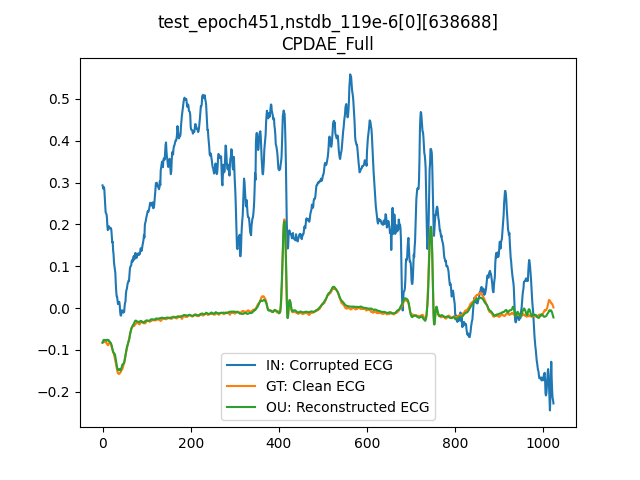 test_epoch451,nstdb_119e-6[0][638688]
CPDAE_Full
0.5
0.4
0.3
0.2
0.1
0.0
−0.1
−0.2
IN: Corrupted ECG
GT: Clean ECG
OU: Reconstructed ECG
0 200 400 600 800 1000